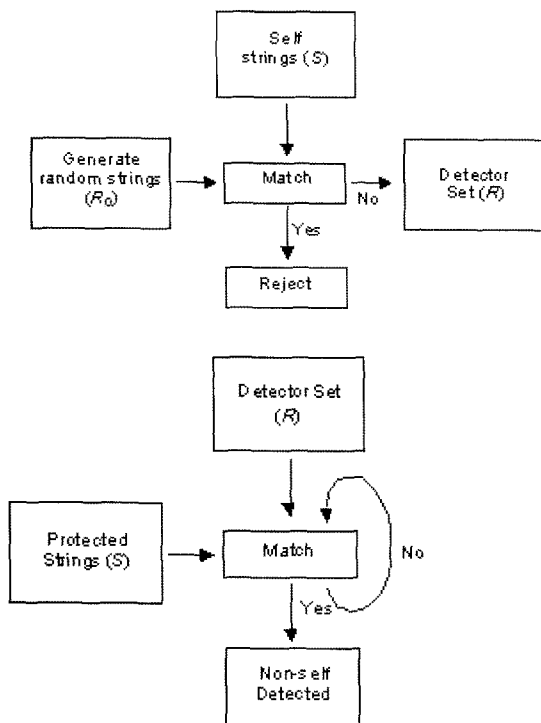 Self
strings (S)
Generate
random strings
(R₀)
Match
No
Detector
Set (R)
Yes
Reject
Detector Set
(R)
Protected
Strings (S)
Match
No
Yes
Non-self
Detected